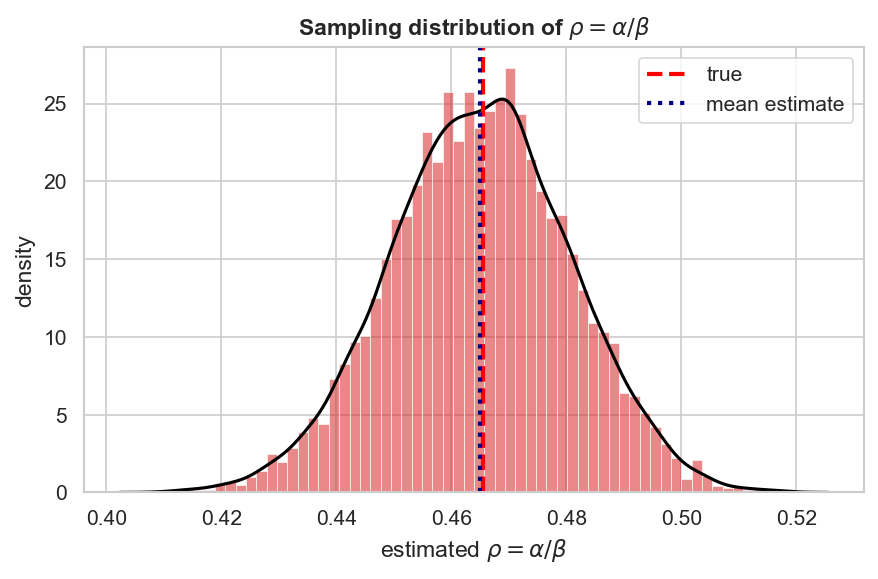 Sampling distribution of ρ = α/β
true
mean estimate
density
25
20
15
10
5
0
0.40 0.42 0.44 0.46 0.48 0.50 0.52
estimated ρ = α/β